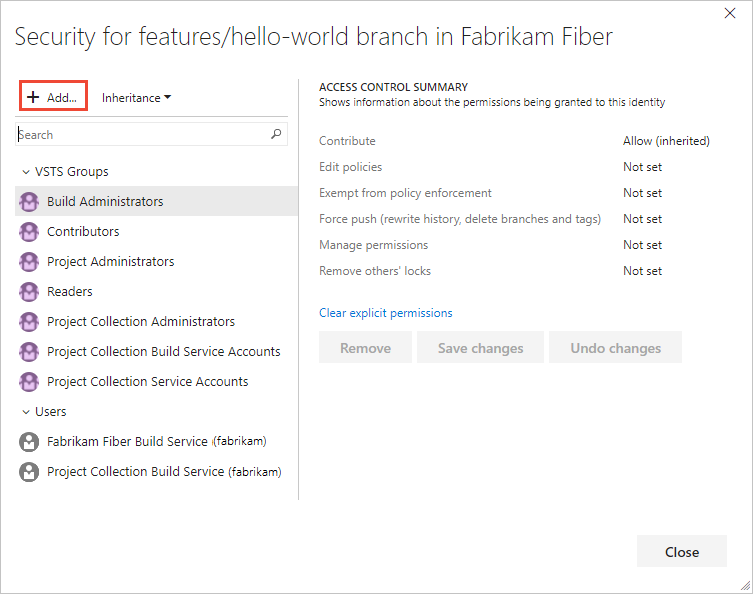 Security for features/hello-world branch in Fabrikam Fiber
+ Add...
Inheritance
Search
VSTS Groups
Build Administrators
Contributors
Project Administrators
Readers
Project Collection Administrators
Project Collection Build Service Accounts
Project Collection Service Accounts
Users
Fabrikam Fiber Build Service (fabrikam)
Project Collection Build Service (fabrikam)
ACCESS CONTROL SUMMARY
Shows information about the permissions being granted to this identity
Contribute Allow (inherited)
Edit policies Not set
Exempt from policy enforcement Not set
Force push (rewrite history, delete branches and tags) Not set
Manage permissions Not set
Remove others' locks Not set
Clear explicit permissions
Remove Save changes Undo changes
Close